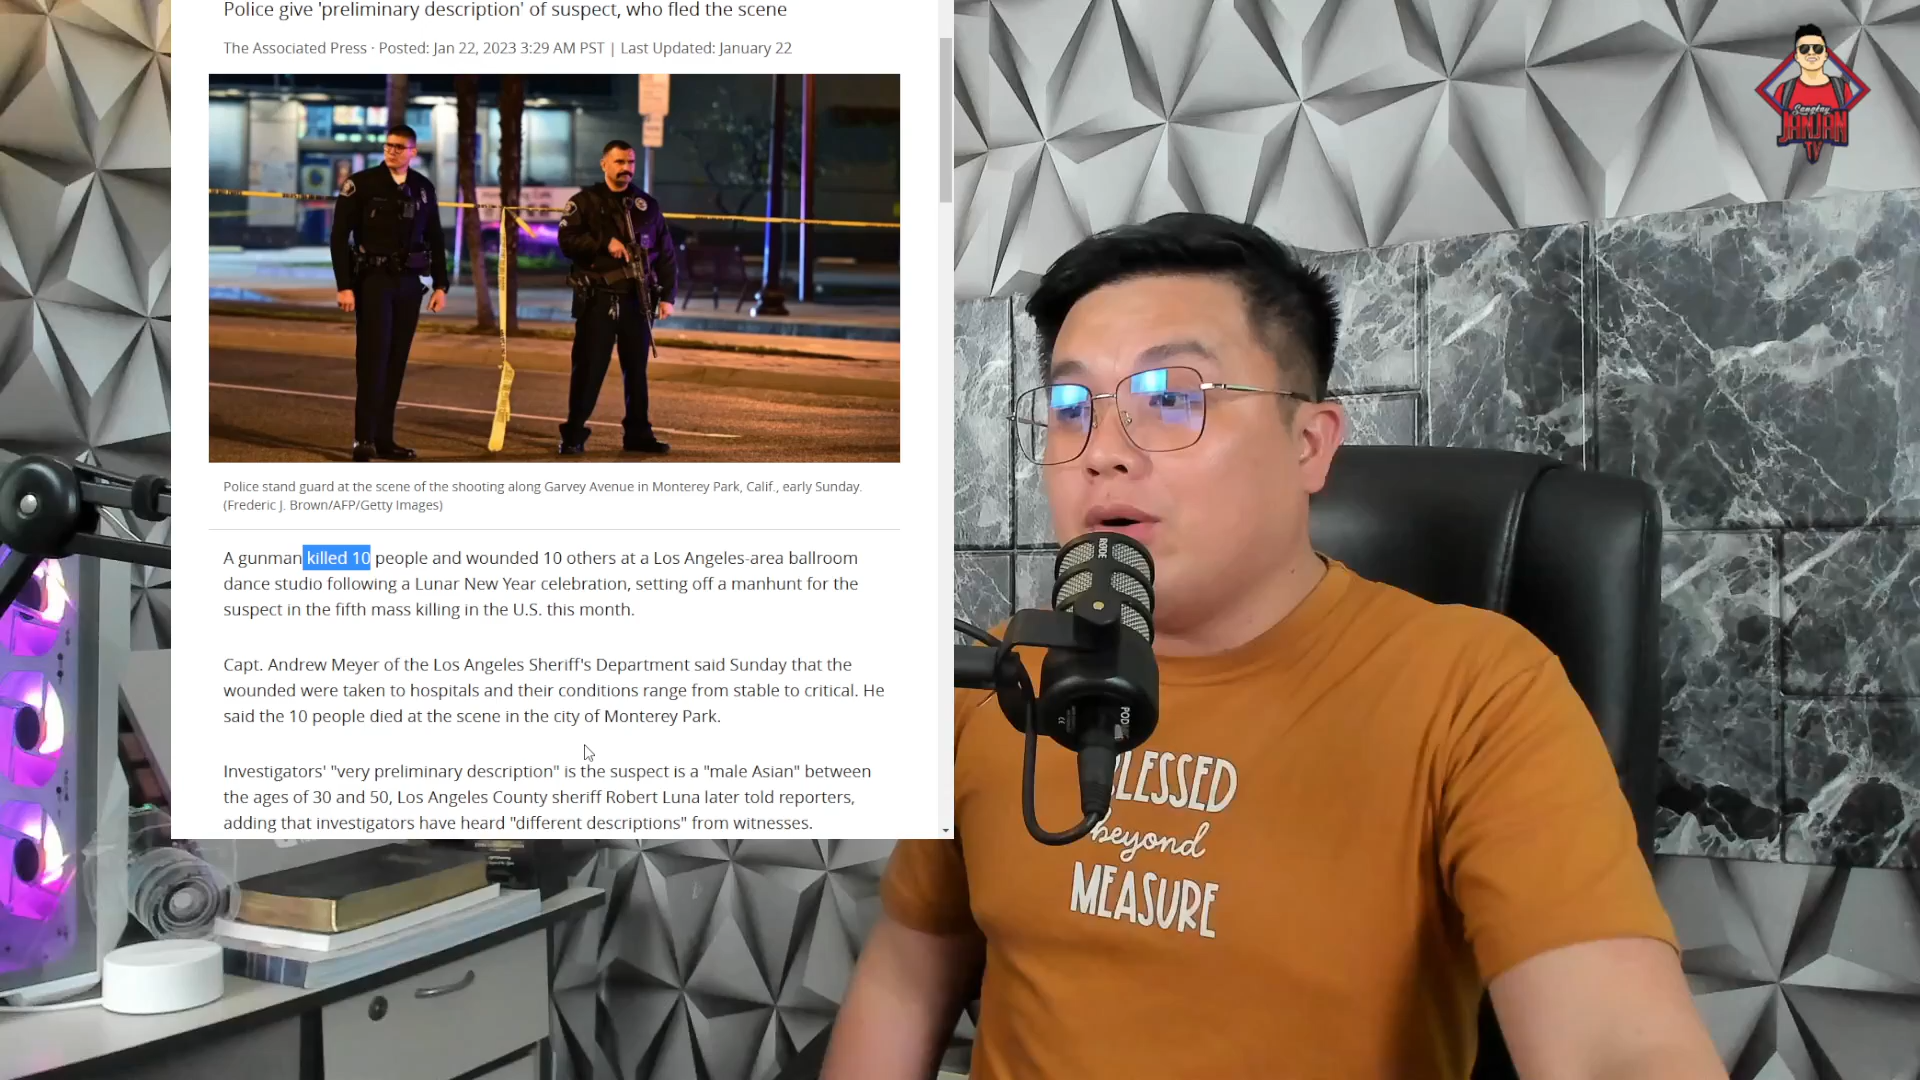 Police give 'preliminary description' of suspect, who fled the scene
The Associated Press · Posted: Jan 22, 2023 3:29 AM PST | Last Updated: January 22
Police stand guard at the scene of the shooting along Garvey Avenue in Monterey Park, Calif., early Sunday.
(Frederic J. Brown/AFP/Getty Images)
A gunman killed 10 people and wounded 10 others at a Los Angeles-area ballroom
dance studio following a Lunar New Year celebration, setting off a manhunt for the
suspect in the fifth mass killing in the U.S. this month.
Capt. Andrew Meyer of the Los Angeles Sheriff's Department said Sunday that the
wounded were taken to hospitals and their conditions range from stable to critical. He
said the 10 people died at the scene in the city of Monterey Park.
Investigators' "very preliminary description" is the suspect is a "male Asian" between
the ages of 30 and 50, Los Angeles County sheriff Robert Luna later told reporters,
adding that investigators have heard "different descriptions" from witnesses.
Sangkay
JANJAN
TV
RØDE
LESSED
beyond
MEASURE